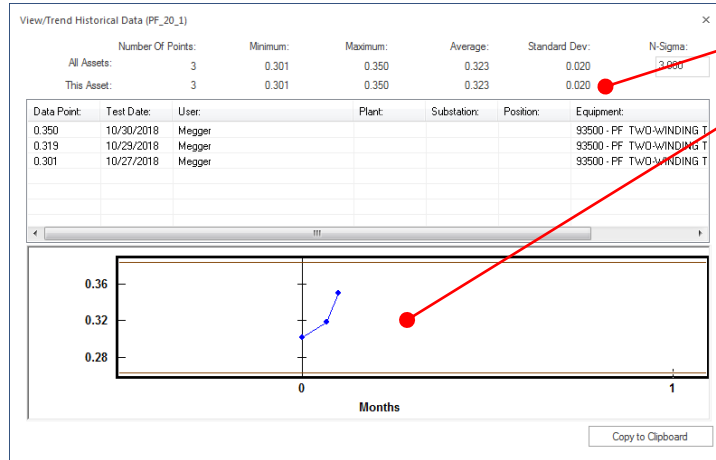 View/Trend Historical Data (PF_20_1) ×
Number Of Points: Minimum: Maximum: Average: Standard Dev: N-Sigma:
All Assets: 3 0.301 0.350 0.323 0.020 3.000
This Asset: 3 0.301 0.350 0.323 0.020
Data Point: Test Date: User: Plant: Substation: Position: Equipment:
0.350 10/30/2018 Megger 93500 - PF TWO-WINDING T
0.319 10/29/2018 Megger 93500 - PF TWO-WINDING T
0.301 10/27/2018 Megger 93500 - PF TWO-WINDING T
0.36
0.32
0.28
0 1
Months
Copy to Clipboard